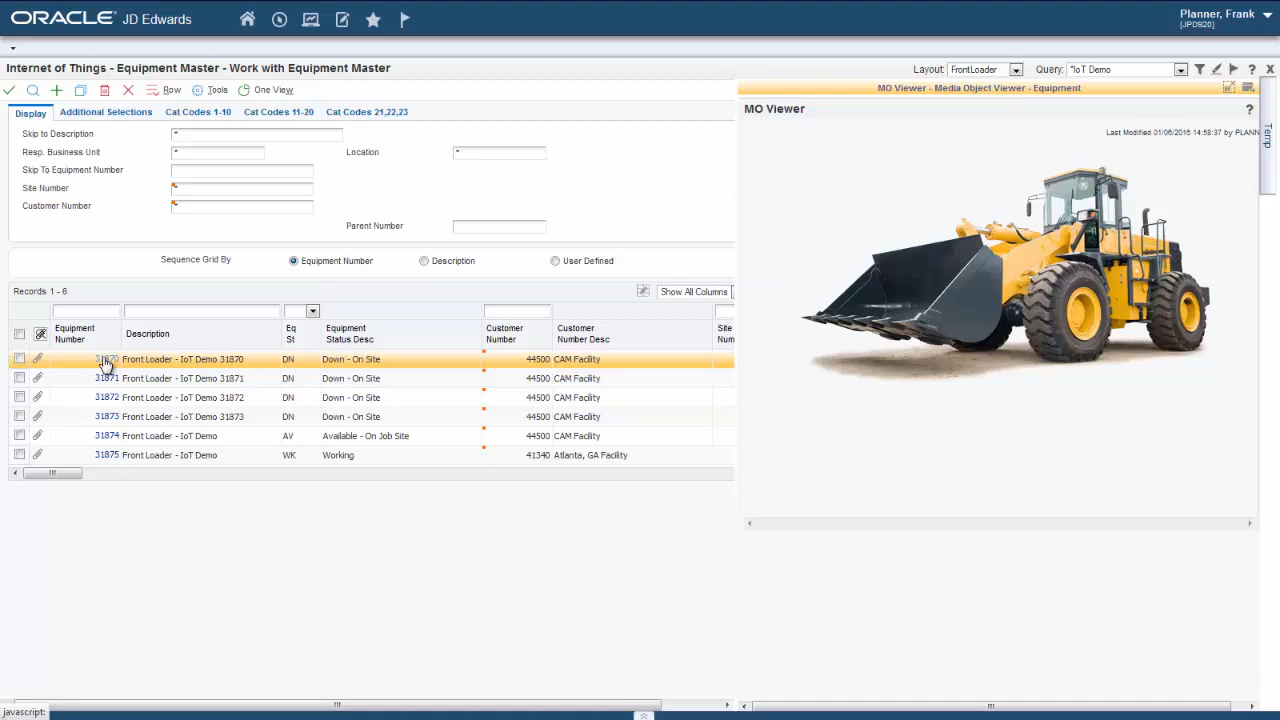 ORACLE JD Edwards
Planner, Frank
[JPD920]
Internet of Things - Equipment Master - Work with Equipment Master
Layout: FrontLoader Query: *IoT Demo
Row Tools One View
Display Additional Selections Cat Codes 1-10 Cat Codes 11-20 Cat Codes 21,22,23
Skip to Description *
Resp. Business Unit * Location *
Skip To Equipment Number
Site Number *
Customer Number *
Parent Number
Sequence Grid By Equipment Number Description User Defined
Records 1 - 6 Show All Columns
Equipment Number Description Eq St Equipment Status Desc Customer Number Customer Number Desc Site Num
31870 Front Loader - IoT Demo 31870 DN Down - On Site 44500 CAM Facility
31871 Front Loader - IoT Demo 31871 DN Down - On Site 44500 CAM Facility
31872 Front Loader - IoT Demo 31872 DN Down - On Site 44500 CAM Facility
31873 Front Loader - IoT Demo 31873 DN Down - On Site 44500 CAM Facility
31874 Front Loader - IoT Demo AV Available - On Job Site 44500 CAM Facility
31875 Front Loader - IoT Demo WK Working 41340 Atlanta, GA Facility
MO Viewer - Media Object Viewer - Equipment
MO Viewer ?
Last Modified 01/06/2016 14:58:37 by PLANN
Temp
javascript: